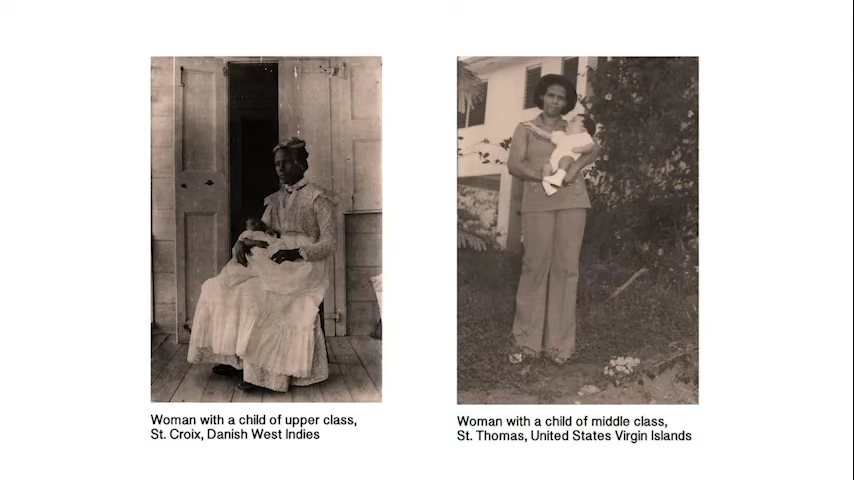 Woman with a child of upper class,
St. Croix, Danish West Indies
Woman with a child of middle class,
St. Thomas, United States Virgin Islands